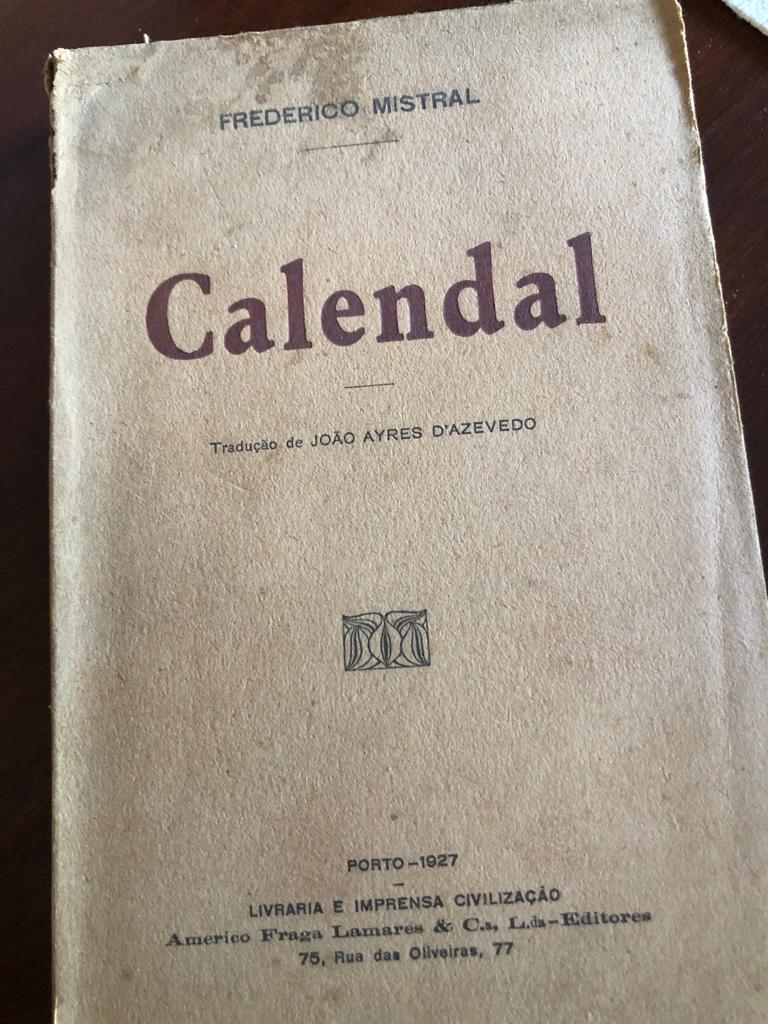 FREDERICO MISTRAL
Calendal
Tradução de JOÃO AYRES D'AZEVEDO
PORTO-1927
LIVRARIA E IMPRENSA CIVILIZAÇÃO
Americo Fraga Lamares & C.a, L.da-Editores
75, Rua das Oliveiras, 77